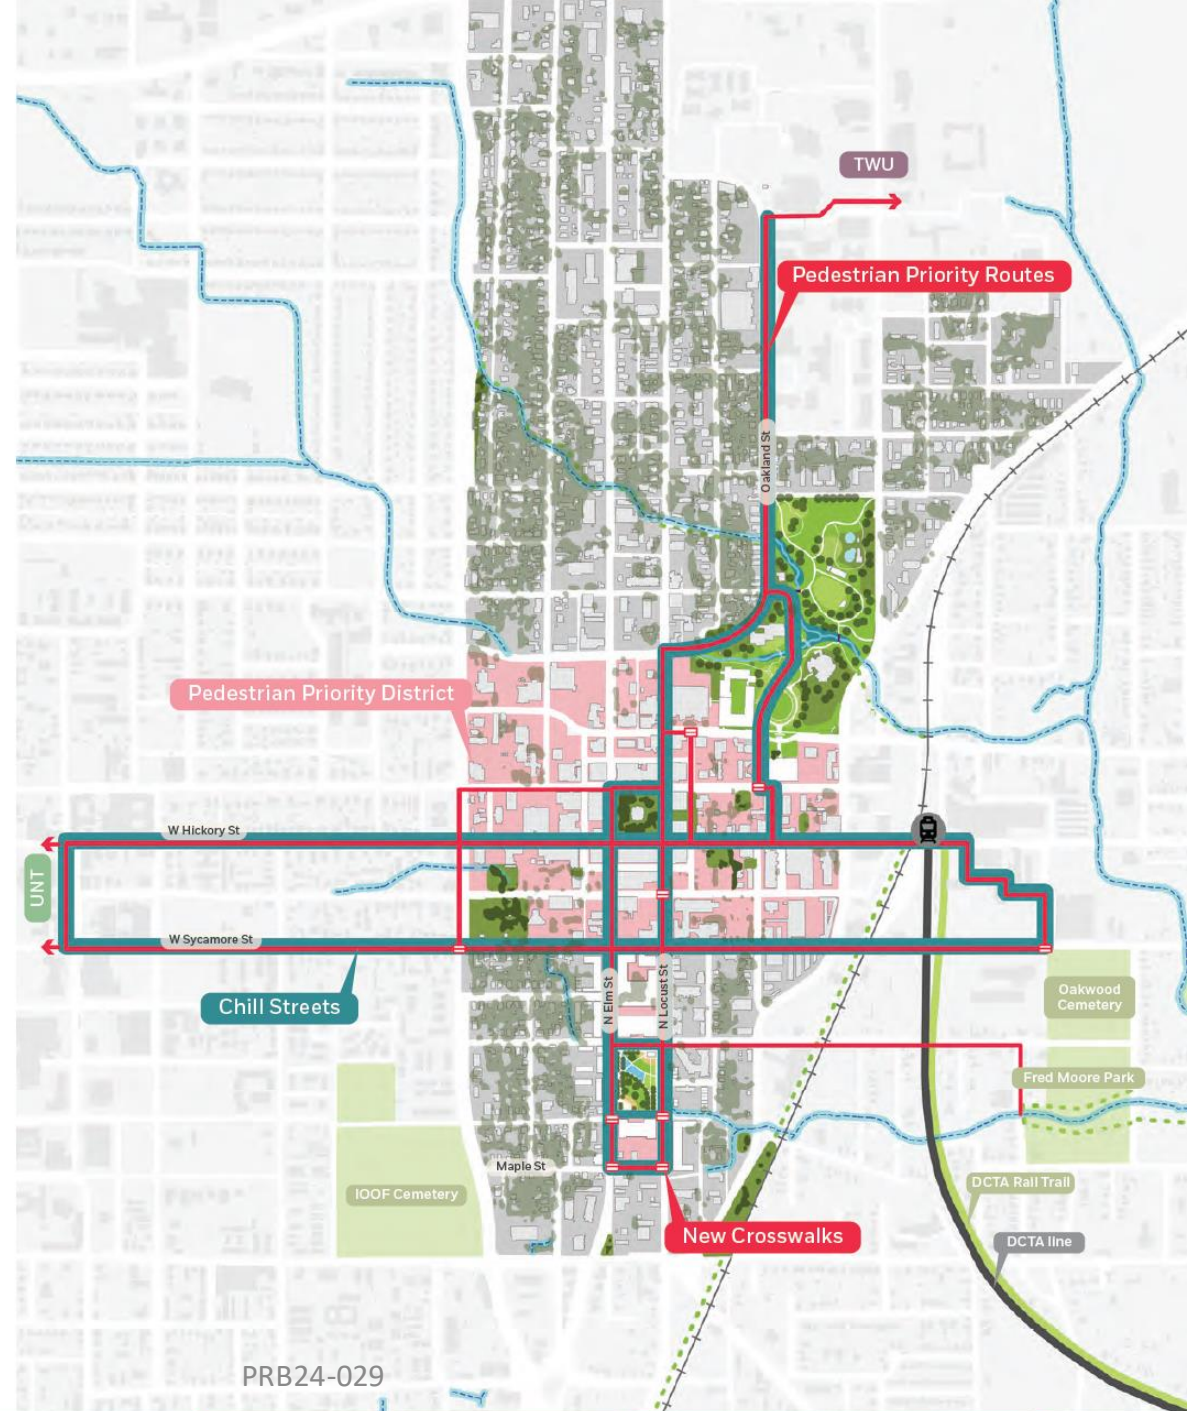 TWU
Pedestrian Priority Routes
Oakland St
Pedestrian Priority District
W Hickory St
UNT
W Sycamore St
Chill Streets
N Elm St
N Locust St
Oakwood
Cemetery
Fred Moore Park
Maple St
IOOF Cemetery
DCTA Rail Trail
New Crosswalks
DCTA line
PRB24-029